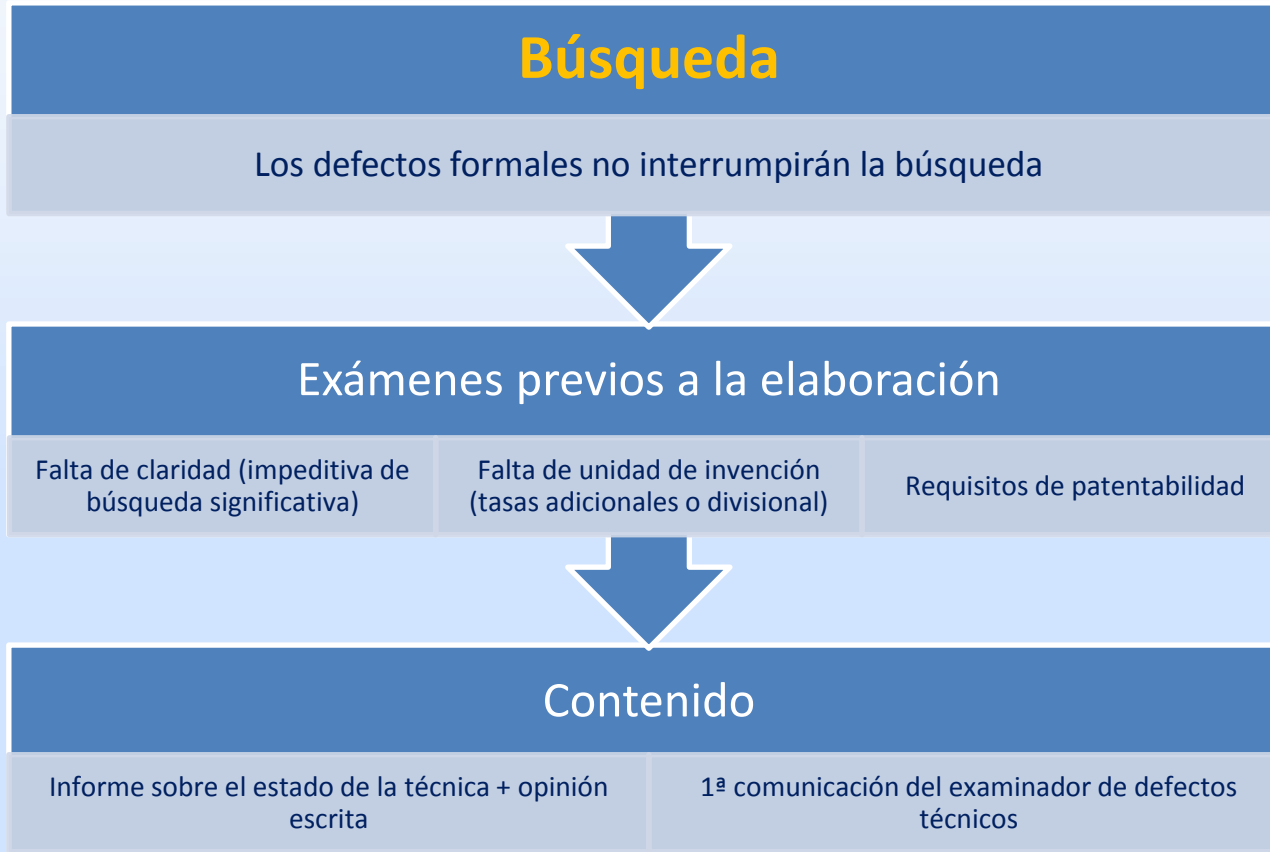 Búsqueda
Los defectos formales no interrumpirán la búsqueda
Exámenes previos a la elaboración
Falta de claridad (impeditiva de
búsqueda significativa)
Falta de unidad de invención
(tasas adicionales o divisional)
Requisitos de patentabilidad
Contenido
Informe sobre el estado de la técnica + opinión
escrita
1ª comunicación del examinador de defectos
técnicos